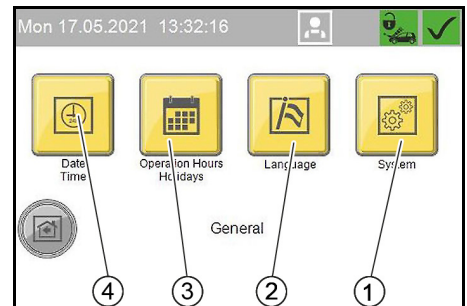 Mon 17.05.2021 13:32:16
Date
Time
Operation Hours
Holidays
Language
System
General
4
3
2
1